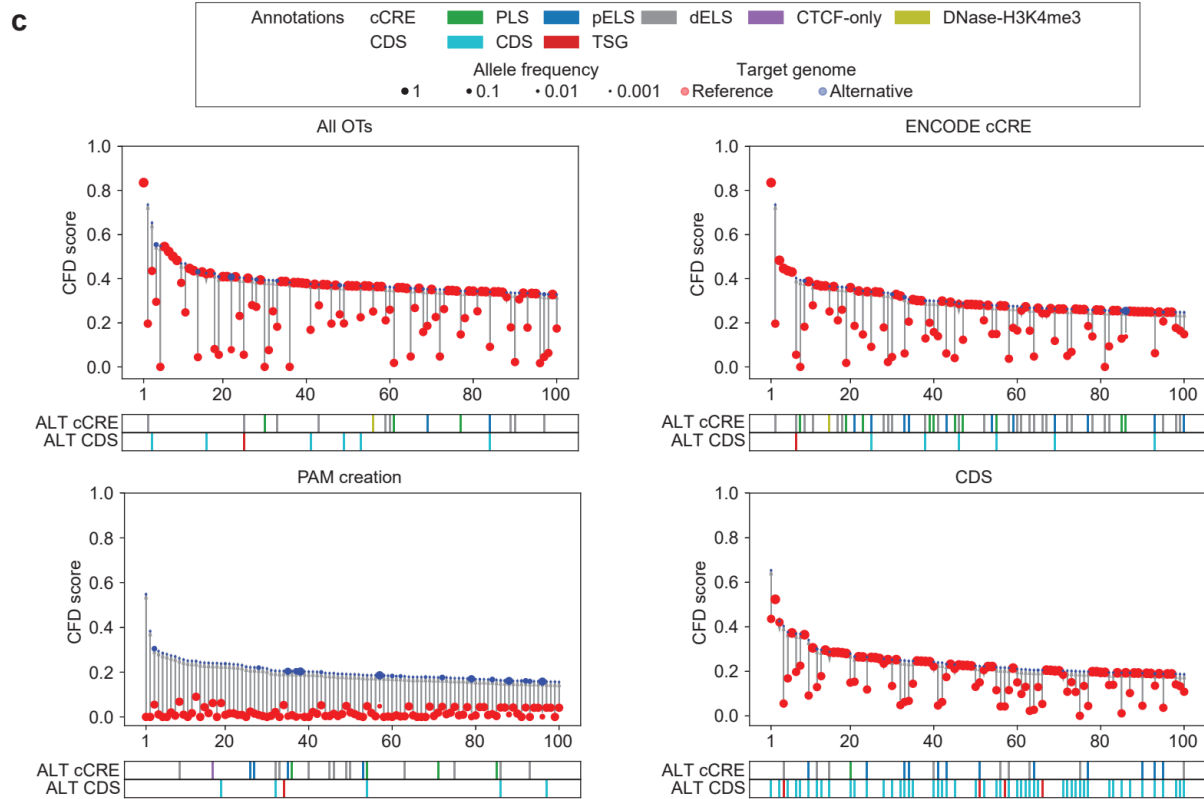 c
Annotations cCRE PLS pELS dELS CTCF-only DNase-H3K4me3
CDS CDS TSG
Allele frequency Target genome
1 0.1 0.01 0.001 Reference Alternative
All OTs
CFD score
1.0
0.8
0.6
0.4
0.2
0.0
1 20 40 60 80 100
ALT cCRE
ALT CDS
ENCODE cCRE
CFD score
1.0
0.8
0.6
0.4
0.2
0.0
1 20 40 60 80 100
ALT cCRE
ALT CDS
PAM creation
CFD score
1.0
0.8
0.6
0.4
0.2
0.0
1 20 40 60 80 100
ALT cCRE
ALT CDS
CDS
CFD score
1.0
0.8
0.6
0.4
0.2
0.0
1 20 40 60 80 100
ALT cCRE
ALT CDS